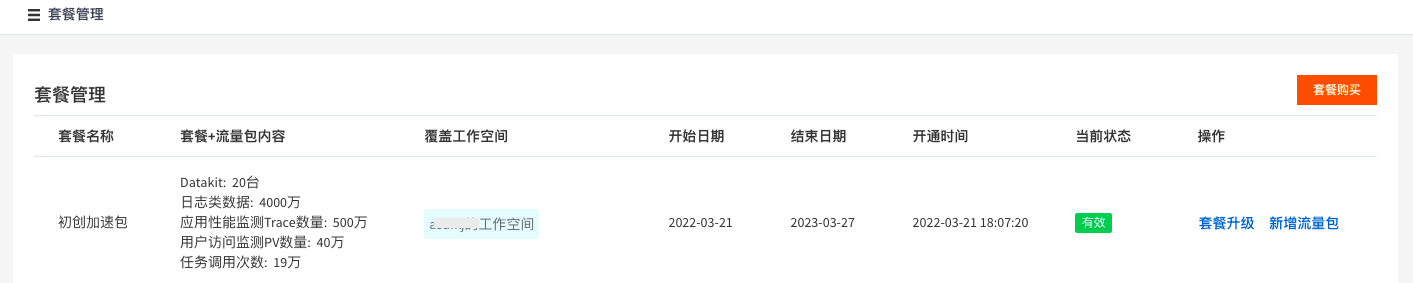 套餐管理
套餐管理
套餐购买
套餐名称 套餐+流量包内容 覆盖工作空间 开始日期 结束日期 开通时间 当前状态 操作
Datakit: 20台
日志类数据: 4000万
应用性能监测Trace数量: 500万
用户访问监测PV数量: 40万
任务调用次数: 19万
初创加速包 的工作空间 2022-03-21 2023-03-27 2022-03-21 18:07:20 有效 套餐升级 新增流量包